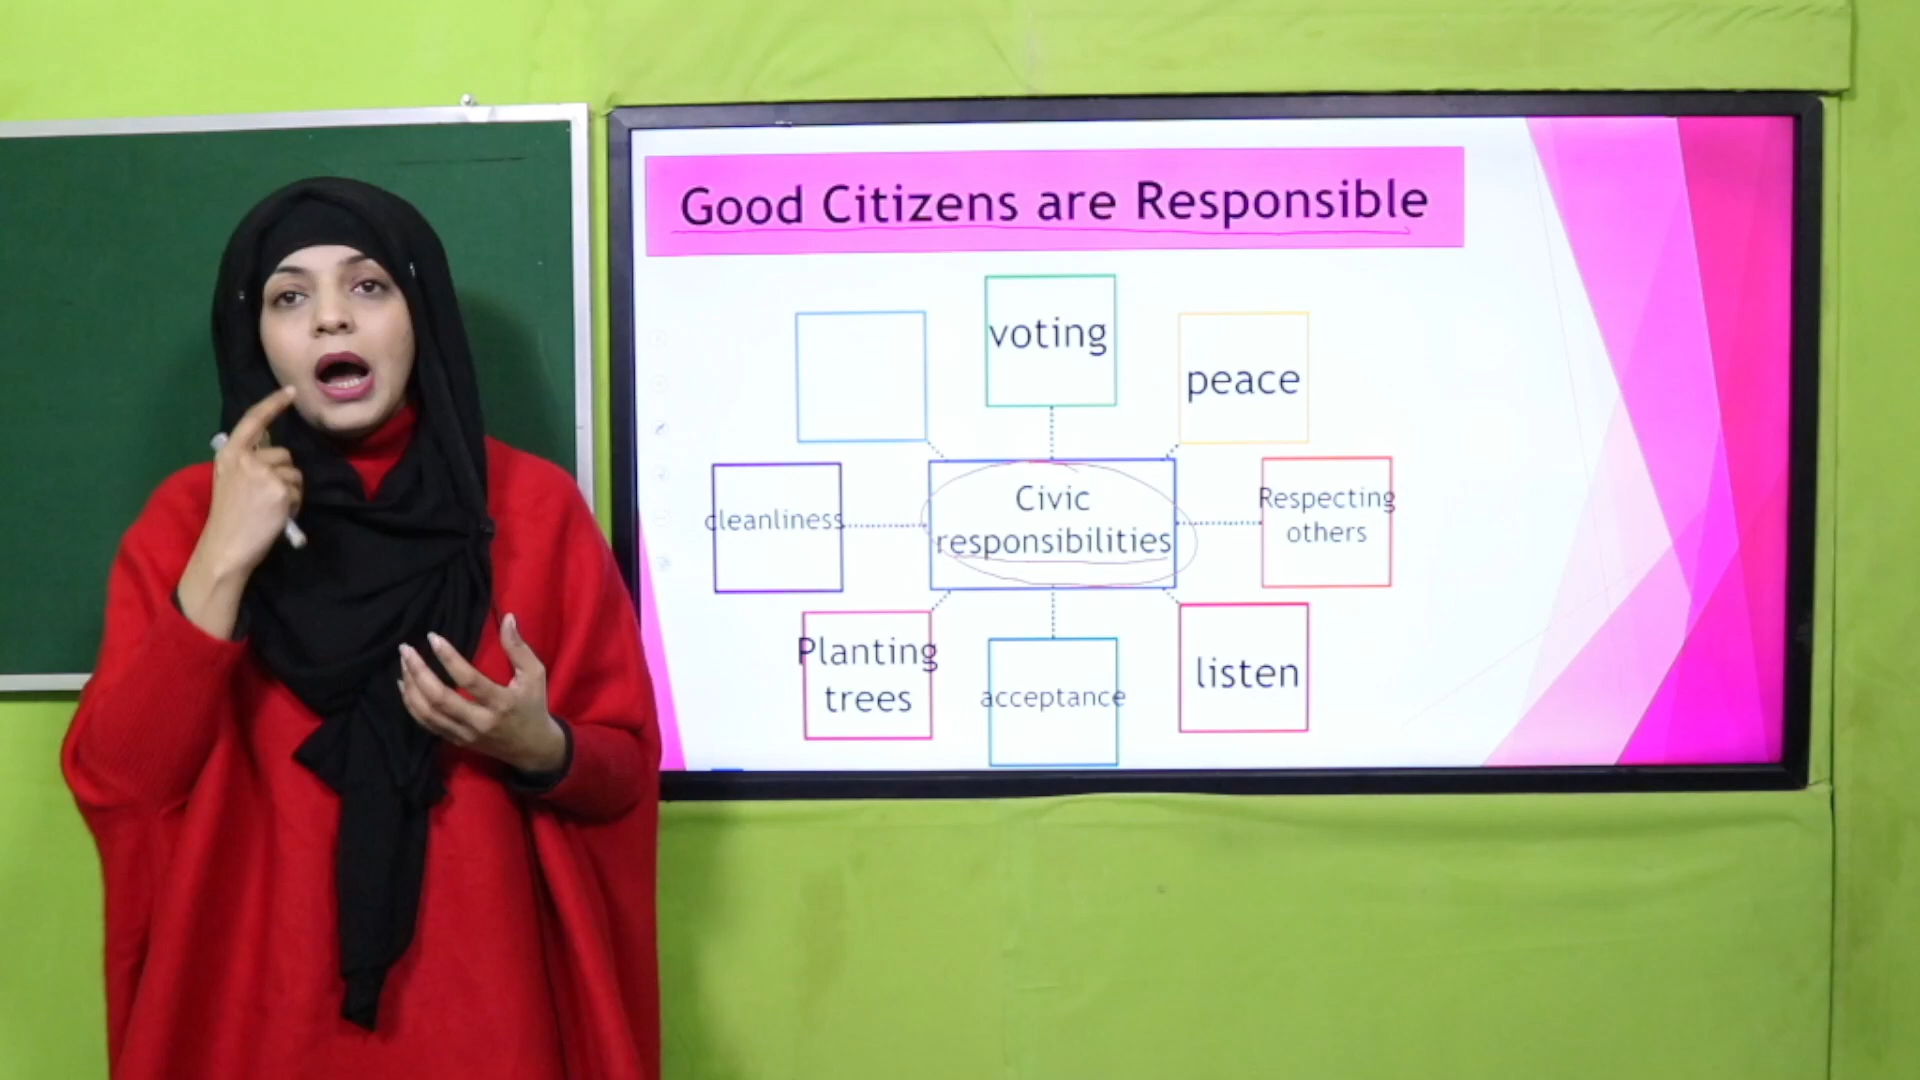 Good Citizens are Responsible
voting
peace
cleanliness
Civic
responsibilities
Respecting
others
Planting
trees
acceptance
listen